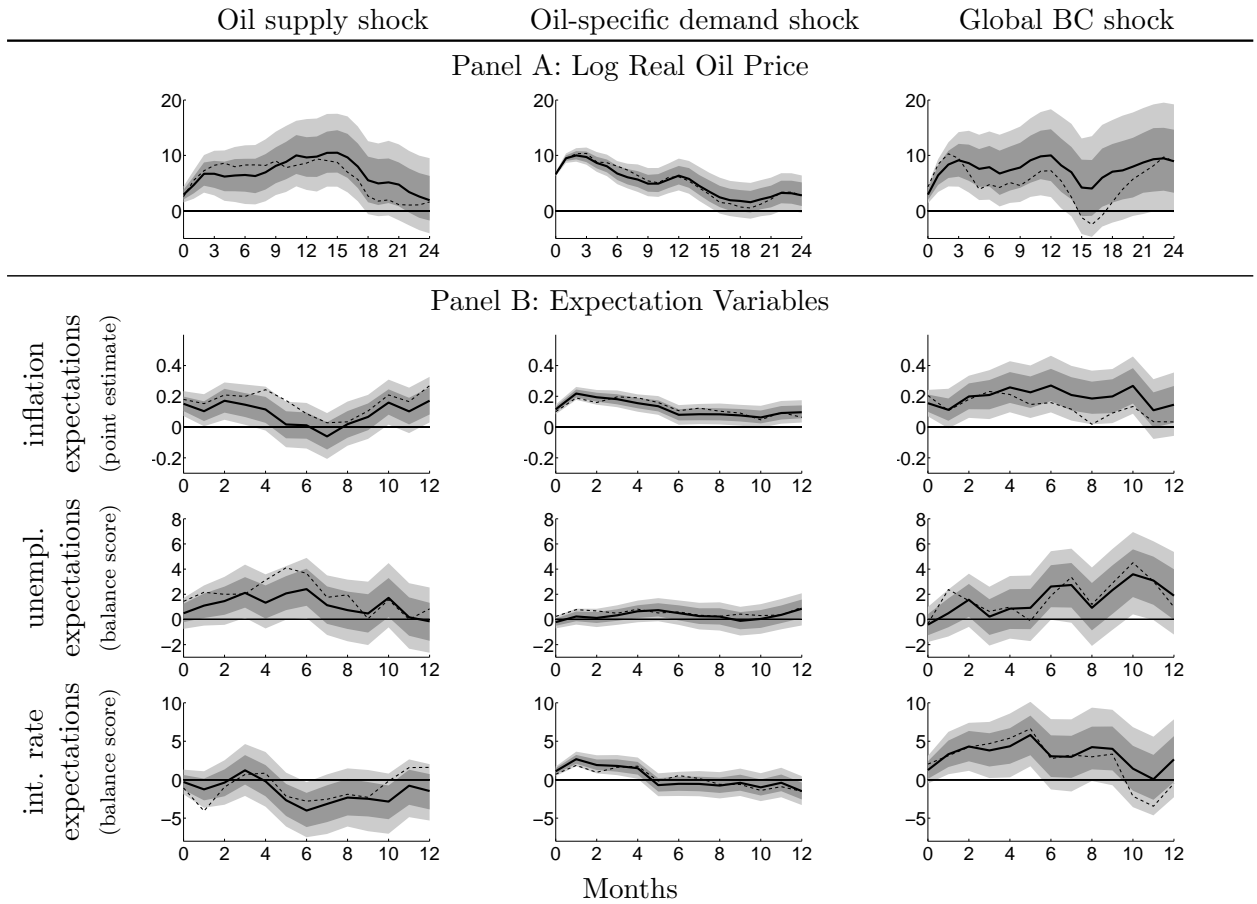 Oil supply shock Oil-specific demand shock Global BC shock
Panel A: Log Real Oil Price
20 10 0
0 3 6 9 12 15 18 21 24
20 10 0
0 3 6 9 12 15 18 21 24
20 10 0
0 3 6 9 12 15 18 21 24
Panel B: Expectation Variables
inflation
expectations
(point estimate)
0.4 0.2 0 -0.2
0 2 4 6 8 10 12
0.4 0.2 0 -0.2
0 2 4 6 8 10 12
0.4 0.2 0 -0.2
0 2 4 6 8 10 12
unempl.
expectations
(balance score)
8 6 4 2 0 −2
0 2 4 6 8 10 12
8 6 4 2 0 −2
0 2 4 6 8 10 12
8 6 4 2 0 −2
0 2 4 6 8 10 12
int. rate
expectations
(balance score)
10 5 0 −5
0 2 4 6 8 10 12
10 5 0 −5
0 2 4 6 8 10 12
10 5 0 −5
0 2 4 6 8 10 12
Months